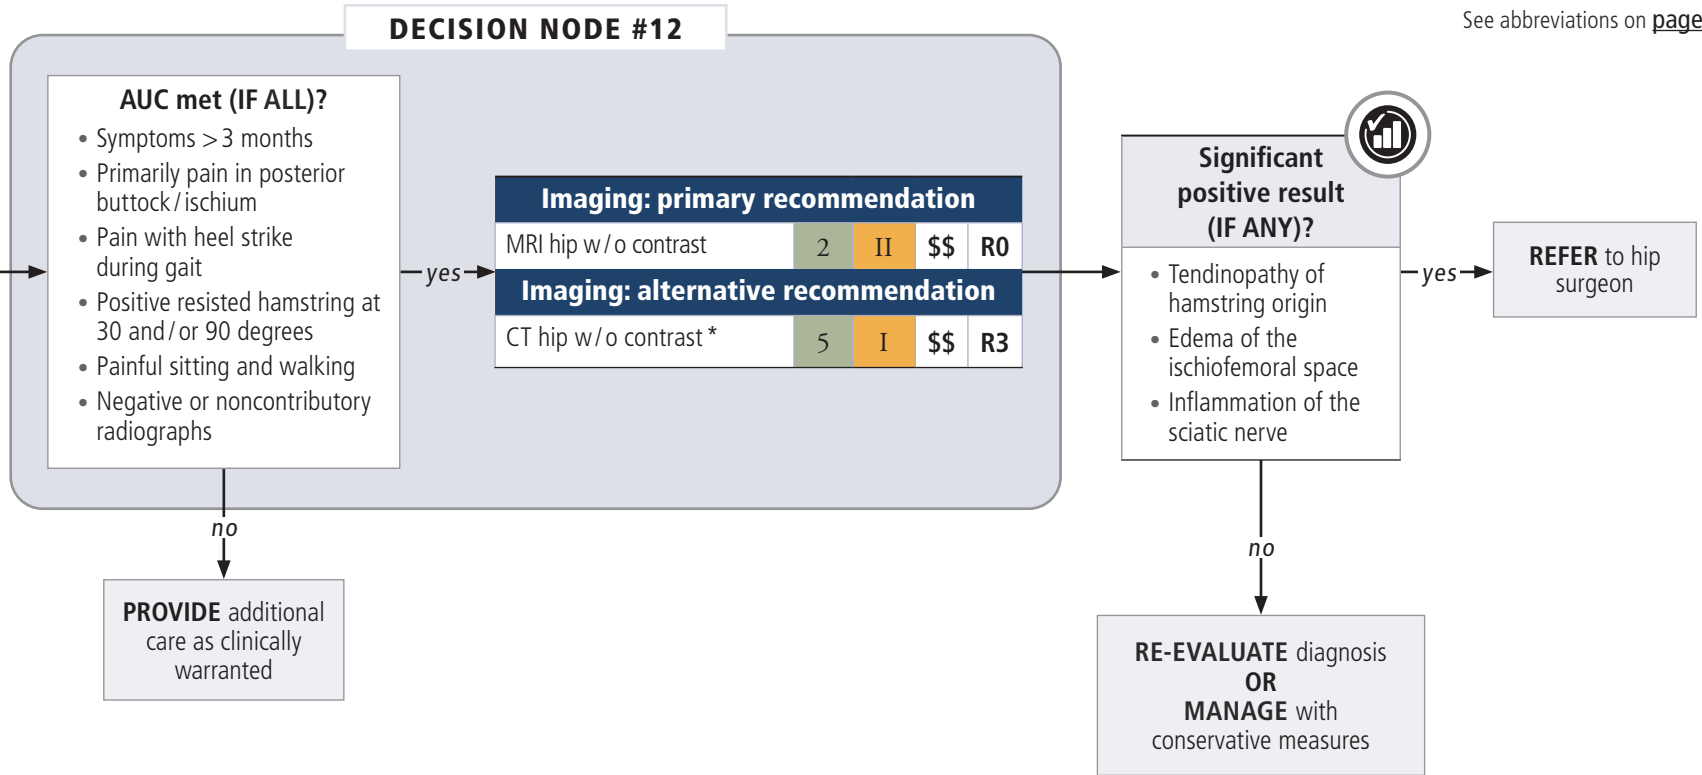 See abbreviations on page
DECISION NODE #12
AUC met (IF ALL)?
• Symptoms > 3 months
• Primarily pain in posterior
buttock / ischium
• Pain with heel strike
during gait
• Positive resisted hamstring at
30 and / or 90 degrees
• Painful sitting and walking
• Negative or noncontributory
radiographs
yes
Imaging: primary recommendation
MRI hip w / o contrast 2 II $$ R0
Imaging: alternative recommendation
CT hip w / o contrast * 5 I $$ R3
Significant
positive result
(IF ANY)?
• Tendinopathy of
hamstring origin
• Edema of the
ischiofemoral space
• Inflammation of the
sciatic nerve
yes
REFER to hip
surgeon
no
PROVIDE additional
care as clinically
warranted
no
RE-EVALUATE diagnosis
OR
MANAGE with
conservative measures